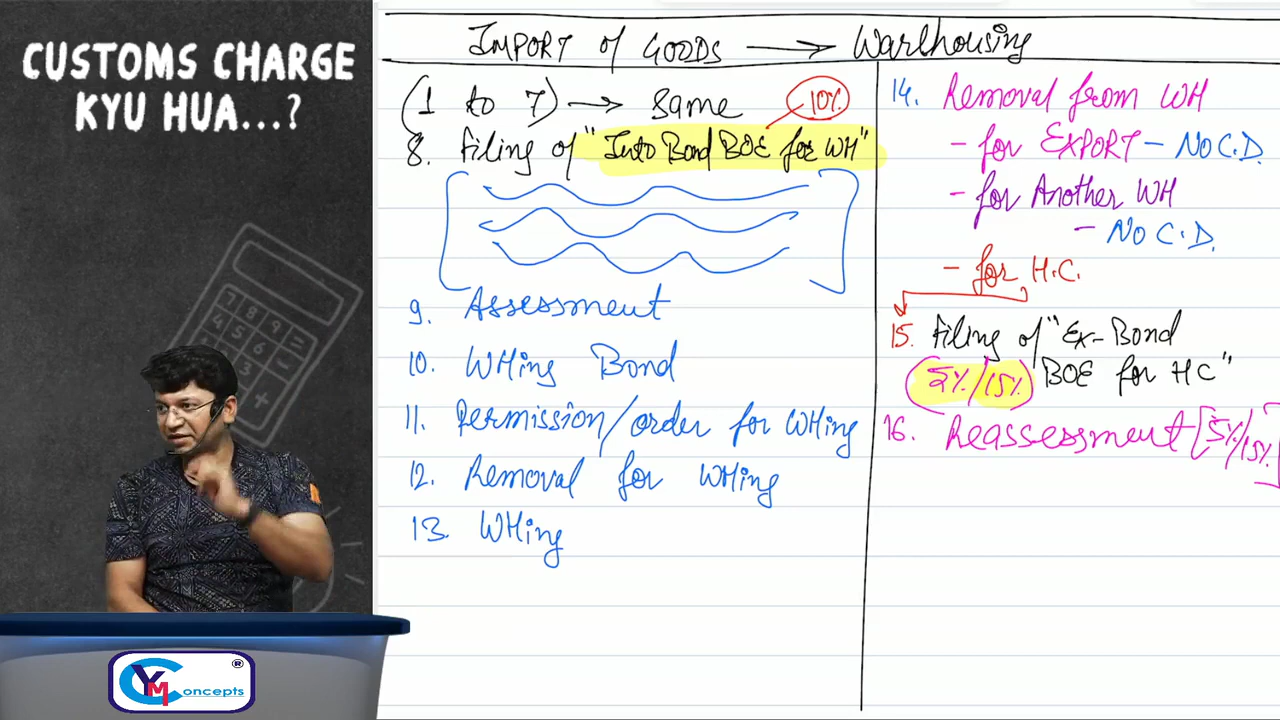 CUSTOMS CHARGE
KYU HUA...?
IMPORT of GOODS → Warehousing
(1 to 7) → Same 10%
8. Filing of "Into Bond BOE for WH"
9. Assessment
10. WHing Bond
11. Permission/order for WHing
12. Removal for WHing
13. WHing
14. Removal from WH
- for EXPORT - NO C.D.
- for Another WH
- NO C.D.
- for H.C.
15. Filing of "Ex-Bond
5%/15% BOE for HC"
16. Reassessment [5%/15%]
CYM Concepts ®